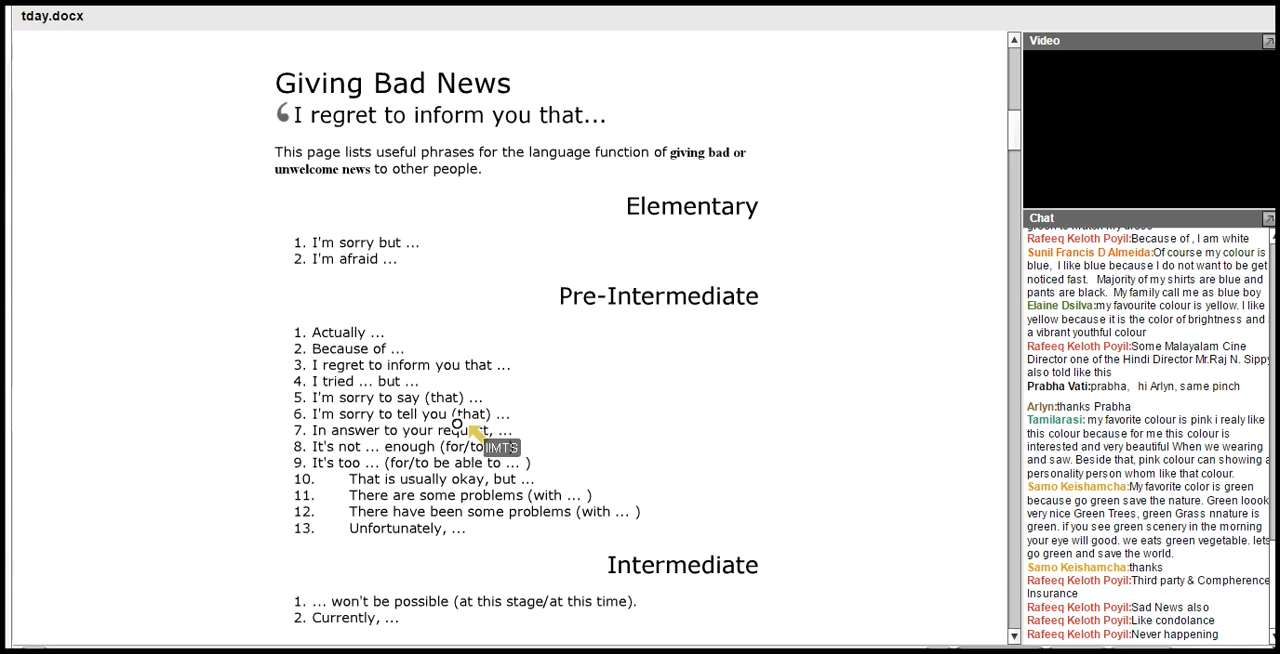 tday.docx
Giving Bad News
I regret to inform you that...
This page lists useful phrases for the language function of giving bad or
unwelcome news to other people.
Elementary
1. I'm sorry but ...
2. I'm afraid ...
Pre-Intermediate
1. Actually ...
2. Because of ...
3. I regret to inform you that ...
4. I tried ... but ...
5. I'm sorry to say (that) ...
6. I'm sorry to tell you (that) ...
7. In answer to your request, ...
8. It's not ... enough (for/to
IIMTS
9. It's too ... (for/to be able to ... )
10. That is usually okay, but ...
11. There are some problems (with ... )
12. There have been some problems (with ... )
13. Unfortunately, ...
Intermediate
1. ... won't be possible (at this stage/at this time).
2. Currently, ...
Video
Chat
green to match my dress
Rafeeq Keloth Poyil:Because of , I am white
Sunil Francis D Almeida:Of course my colour is
blue, I like blue because I do not want to be get
noticed fast. Majority of my shirts are blue and
pants are black. My family call me as blue boy
Elaine Dsilva:my favourite colour is yellow. I like
yellow because it is the color of brightness and
a vibrant youthful colour
Rafeeq Keloth Poyil:Some Malayalam Cine
Director one of the Hindi Director Mr.Raj N. Sippy
also told like this
Prabha Vati:prabha, hi Arlyn, same pinch
Arlyn:thanks Prabha
Tamilarasi: my favorite colour is pink i realy like
this colour because for me this colour is
interested and very beautiful When we wearing
and saw. Beside that, pink colour can showing a
personality person whom like that colour.
Samo Keishamcha:My favorite color is green
because go green save the nature. Green loook
very nice Green Trees, green Grass nnature is
green. if you see green scenery in the morning
your eye will good. we eats green vegetable. lets
go green and save the world.
Samo Keishamcha:thanks
Rafeeq Keloth Poyil:Third party & Compherence
Insurance
Rafeeq Keloth Poyil:Sad News also
Rafeeq Keloth Poyil:Like condolance
Rafeeq Keloth Poyil:Never happening